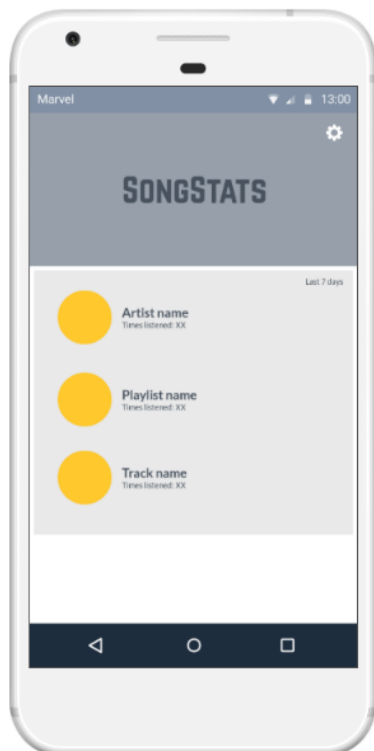 Marvel 13:00
SONGSTATS
Last 7 days
Artist name
Times listened: XX
Playlist name
Times listened: XX
Track name
Times listened: XX